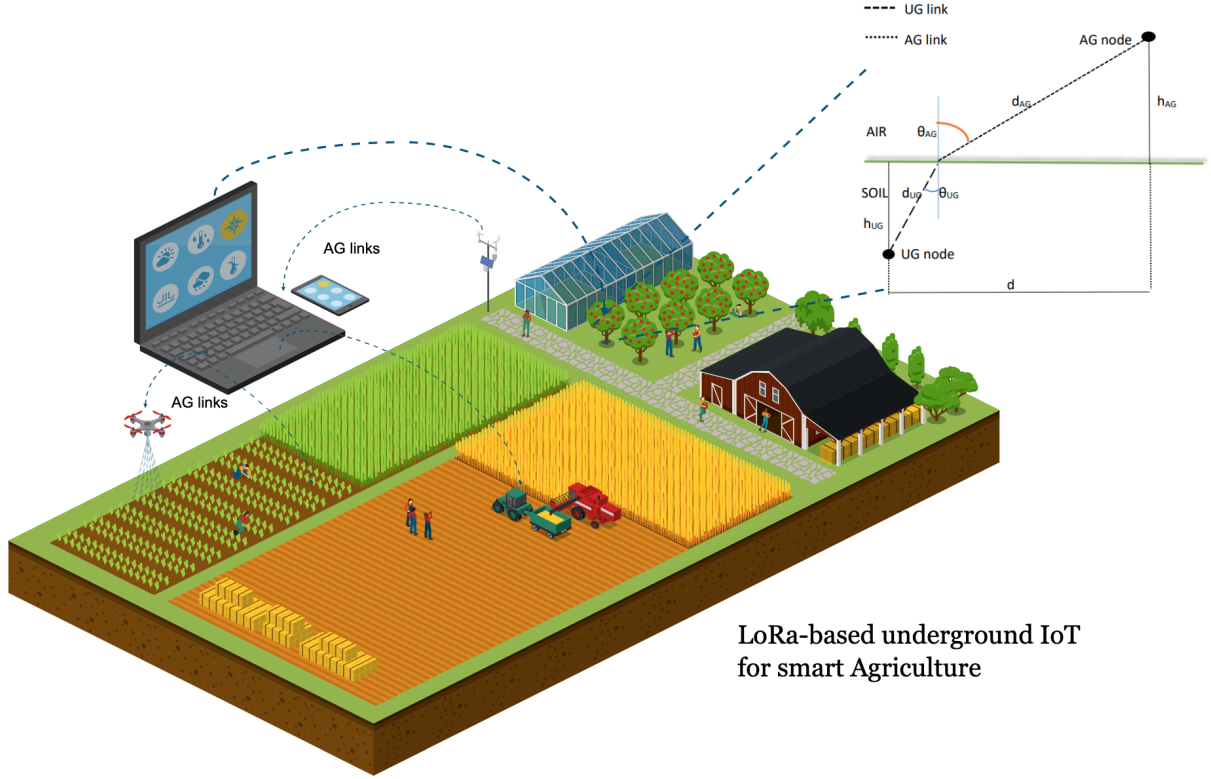 UG link
AG link
AG node
d_AG
h_AG
AIR
θ_AG
SOIL
d_UG
θ_UG
h_UG
UG node
d
AG links
AG links
LoRa-based underground IoT
for smart Agriculture